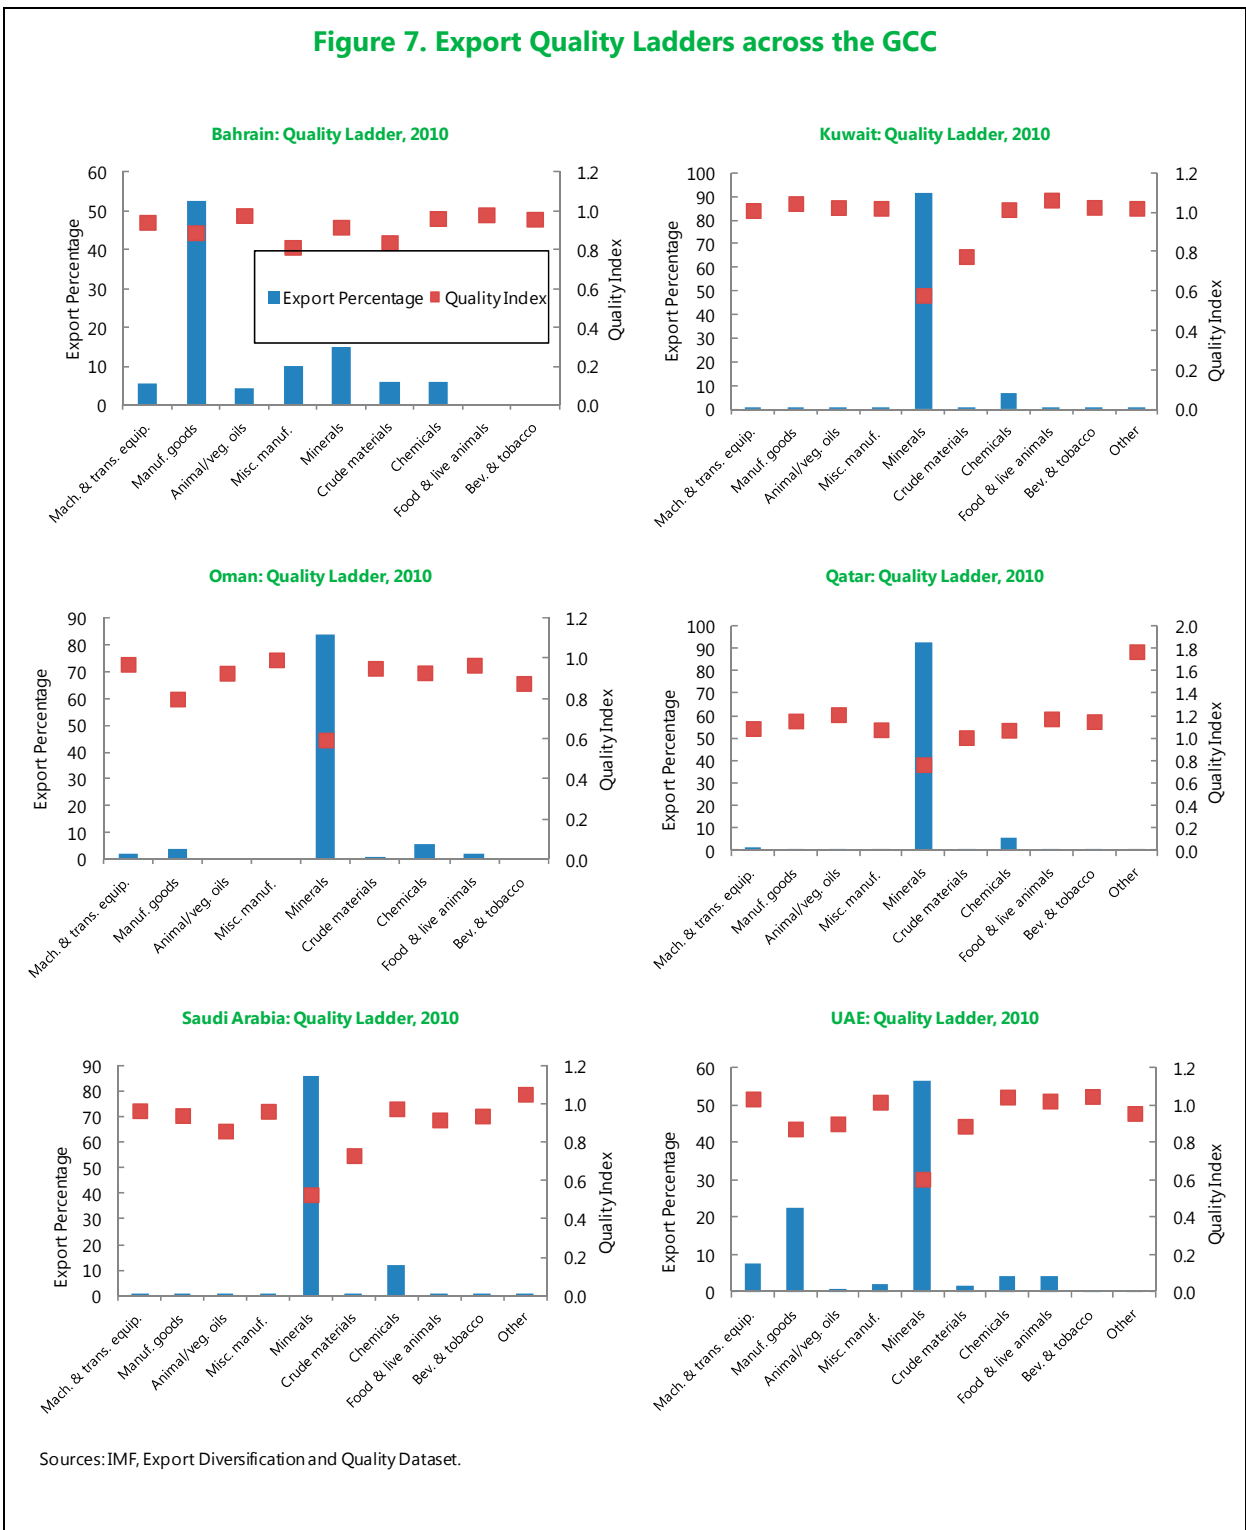 Figure 7. Export Quality Ladders across the GCC
Bahrain: Quality Ladder, 2010
60
50
40
30
20
10
0
Export Percentage
1.2
1.0
0.8
0.6
0.4
0.2
0.0
Quality Index
Export Percentage Quality Index
Mach. & trans. equip.
Manuf. goods
Animal/veg. oils
Misc. manuf.
Minerals
Crude materials
Chemicals
Food & live animals
Bev. & tobacco
Kuwait: Quality Ladder, 2010
100
90
80
70
60
50
40
30
20
10
0
Export Percentage
1.2
1.0
0.8
0.6
0.4
0.2
0.0
Quality Index
Mach. & trans. equip.
Manuf. goods
Animal/veg. oils
Misc. manuf.
Minerals
Crude materials
Chemicals
Food & live animals
Bev. & tobacco
Other
Oman: Quality Ladder, 2010
90
80
70
60
50
40
30
20
10
0
Export Percentage
1.2
1.0
0.8
0.6
0.4
0.2
0.0
Quality Index
Mach. & trans. equip.
Manuf. goods
Animal/veg. oils
Misc. manuf.
Minerals
Crude materials
Chemicals
Food & live animals
Bev. & tobacco
Qatar: Quality Ladder, 2010
100
90
80
70
60
50
40
30
20
10
0
Export Percentage
2.0
1.8
1.6
1.4
1.2
1.0
0.8
0.6
0.4
0.2
0.0
Quality Index
Mach. & trans. equip.
Manuf. goods
Animal/veg. oils
Misc. manuf.
Minerals
Crude materials
Chemicals
Food & live animals
Bev. & tobacco
Other
Saudi Arabia: Quality Ladder, 2010
90
80
70
60
50
40
30
20
10
0
Export Percentage
1.2
1.0
0.8
0.6
0.4
0.2
0.0
Quality Index
Mach. & trans. equip.
Manuf. goods
Animal/veg. oils
Misc. manuf.
Minerals
Crude materials
Chemicals
Food & live animals
Bev. & tobacco
Other
UAE: Quality Ladder, 2010
60
50
40
30
20
10
0
Export Percentage
1.2
1.0
0.8
0.6
0.4
0.2
0.0
Quality Index
Mach. & trans. equip.
Manuf. goods
Animal/veg. oils
Misc. manuf.
Minerals
Crude materials
Chemicals
Food & live animals
Bev. & tobacco
Other
Sources: IMF, Export Diversification and Quality Dataset.